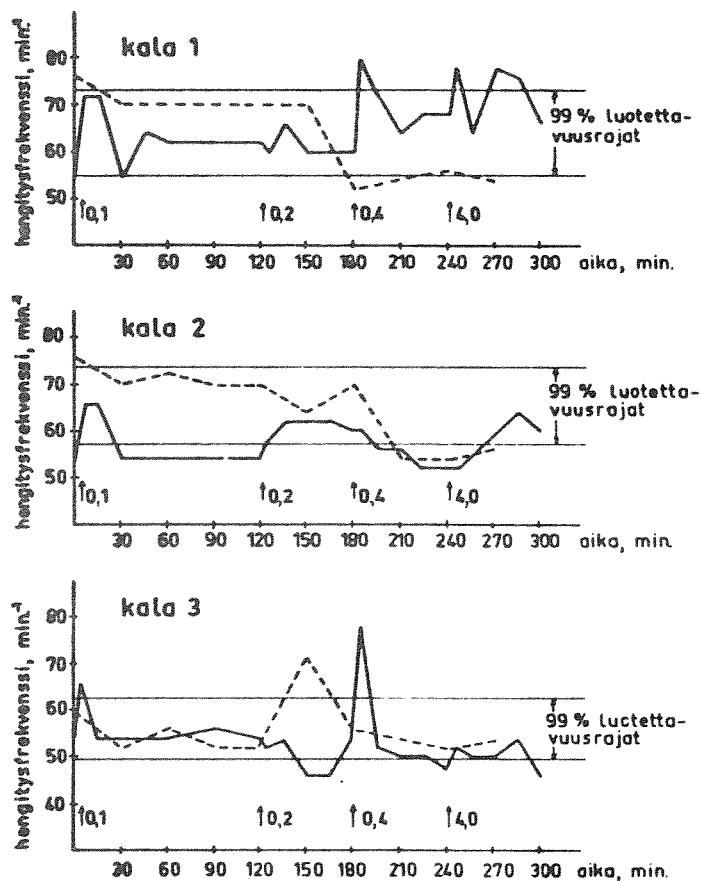 kala 1
hengitysfrekvenssi, min.⁻¹
80
70
60
50
99 % luotetta-
vuusrajat
↑0,1 ↑0,2 ↑0,4 ↑4,0
30 60 90 120 150 180 210 240 270 300 aika, min.
kala 2
hengitysfrekvenssi, min.⁻¹
80
70
60
50
99 % luotetta-
vuusrajat
↑0,1 ↑0,2 ↑0,4 ↑4,0
30 60 90 120 150 180 210 240 270 300 aika, min.
kala 3
hengitysfrekvenssi, min.⁻¹
80
70
60
50
40
99 % luotetta-
vuusrajat
↑0,1 ↑0,2 ↑0,4 ↑4,0
30 60 90 120 150 180 210 240 270 300 aika, min.